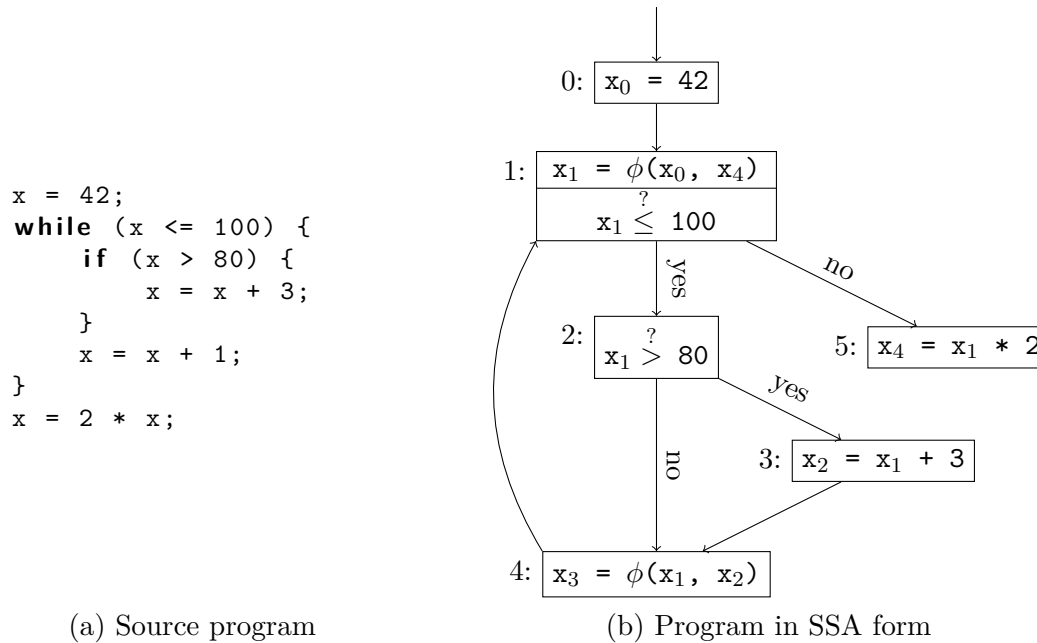 x = 42;
while (x <= 100) {
    if (x > 80) {
        x = x + 3;
    }
    x = x + 1;
}
x = 2 * x;
(a) Source program
0: x₀ = 42
1: x₁ = ϕ(x₀, x₄)
?
x₁ ≤ 100
yes
no
2: ?
x₁ > 80
5: x₄ = x₁ * 2
yes
no
3: x₂ = x₁ + 3
4: x₃ = ϕ(x₁, x₂)
(b) Program in SSA form